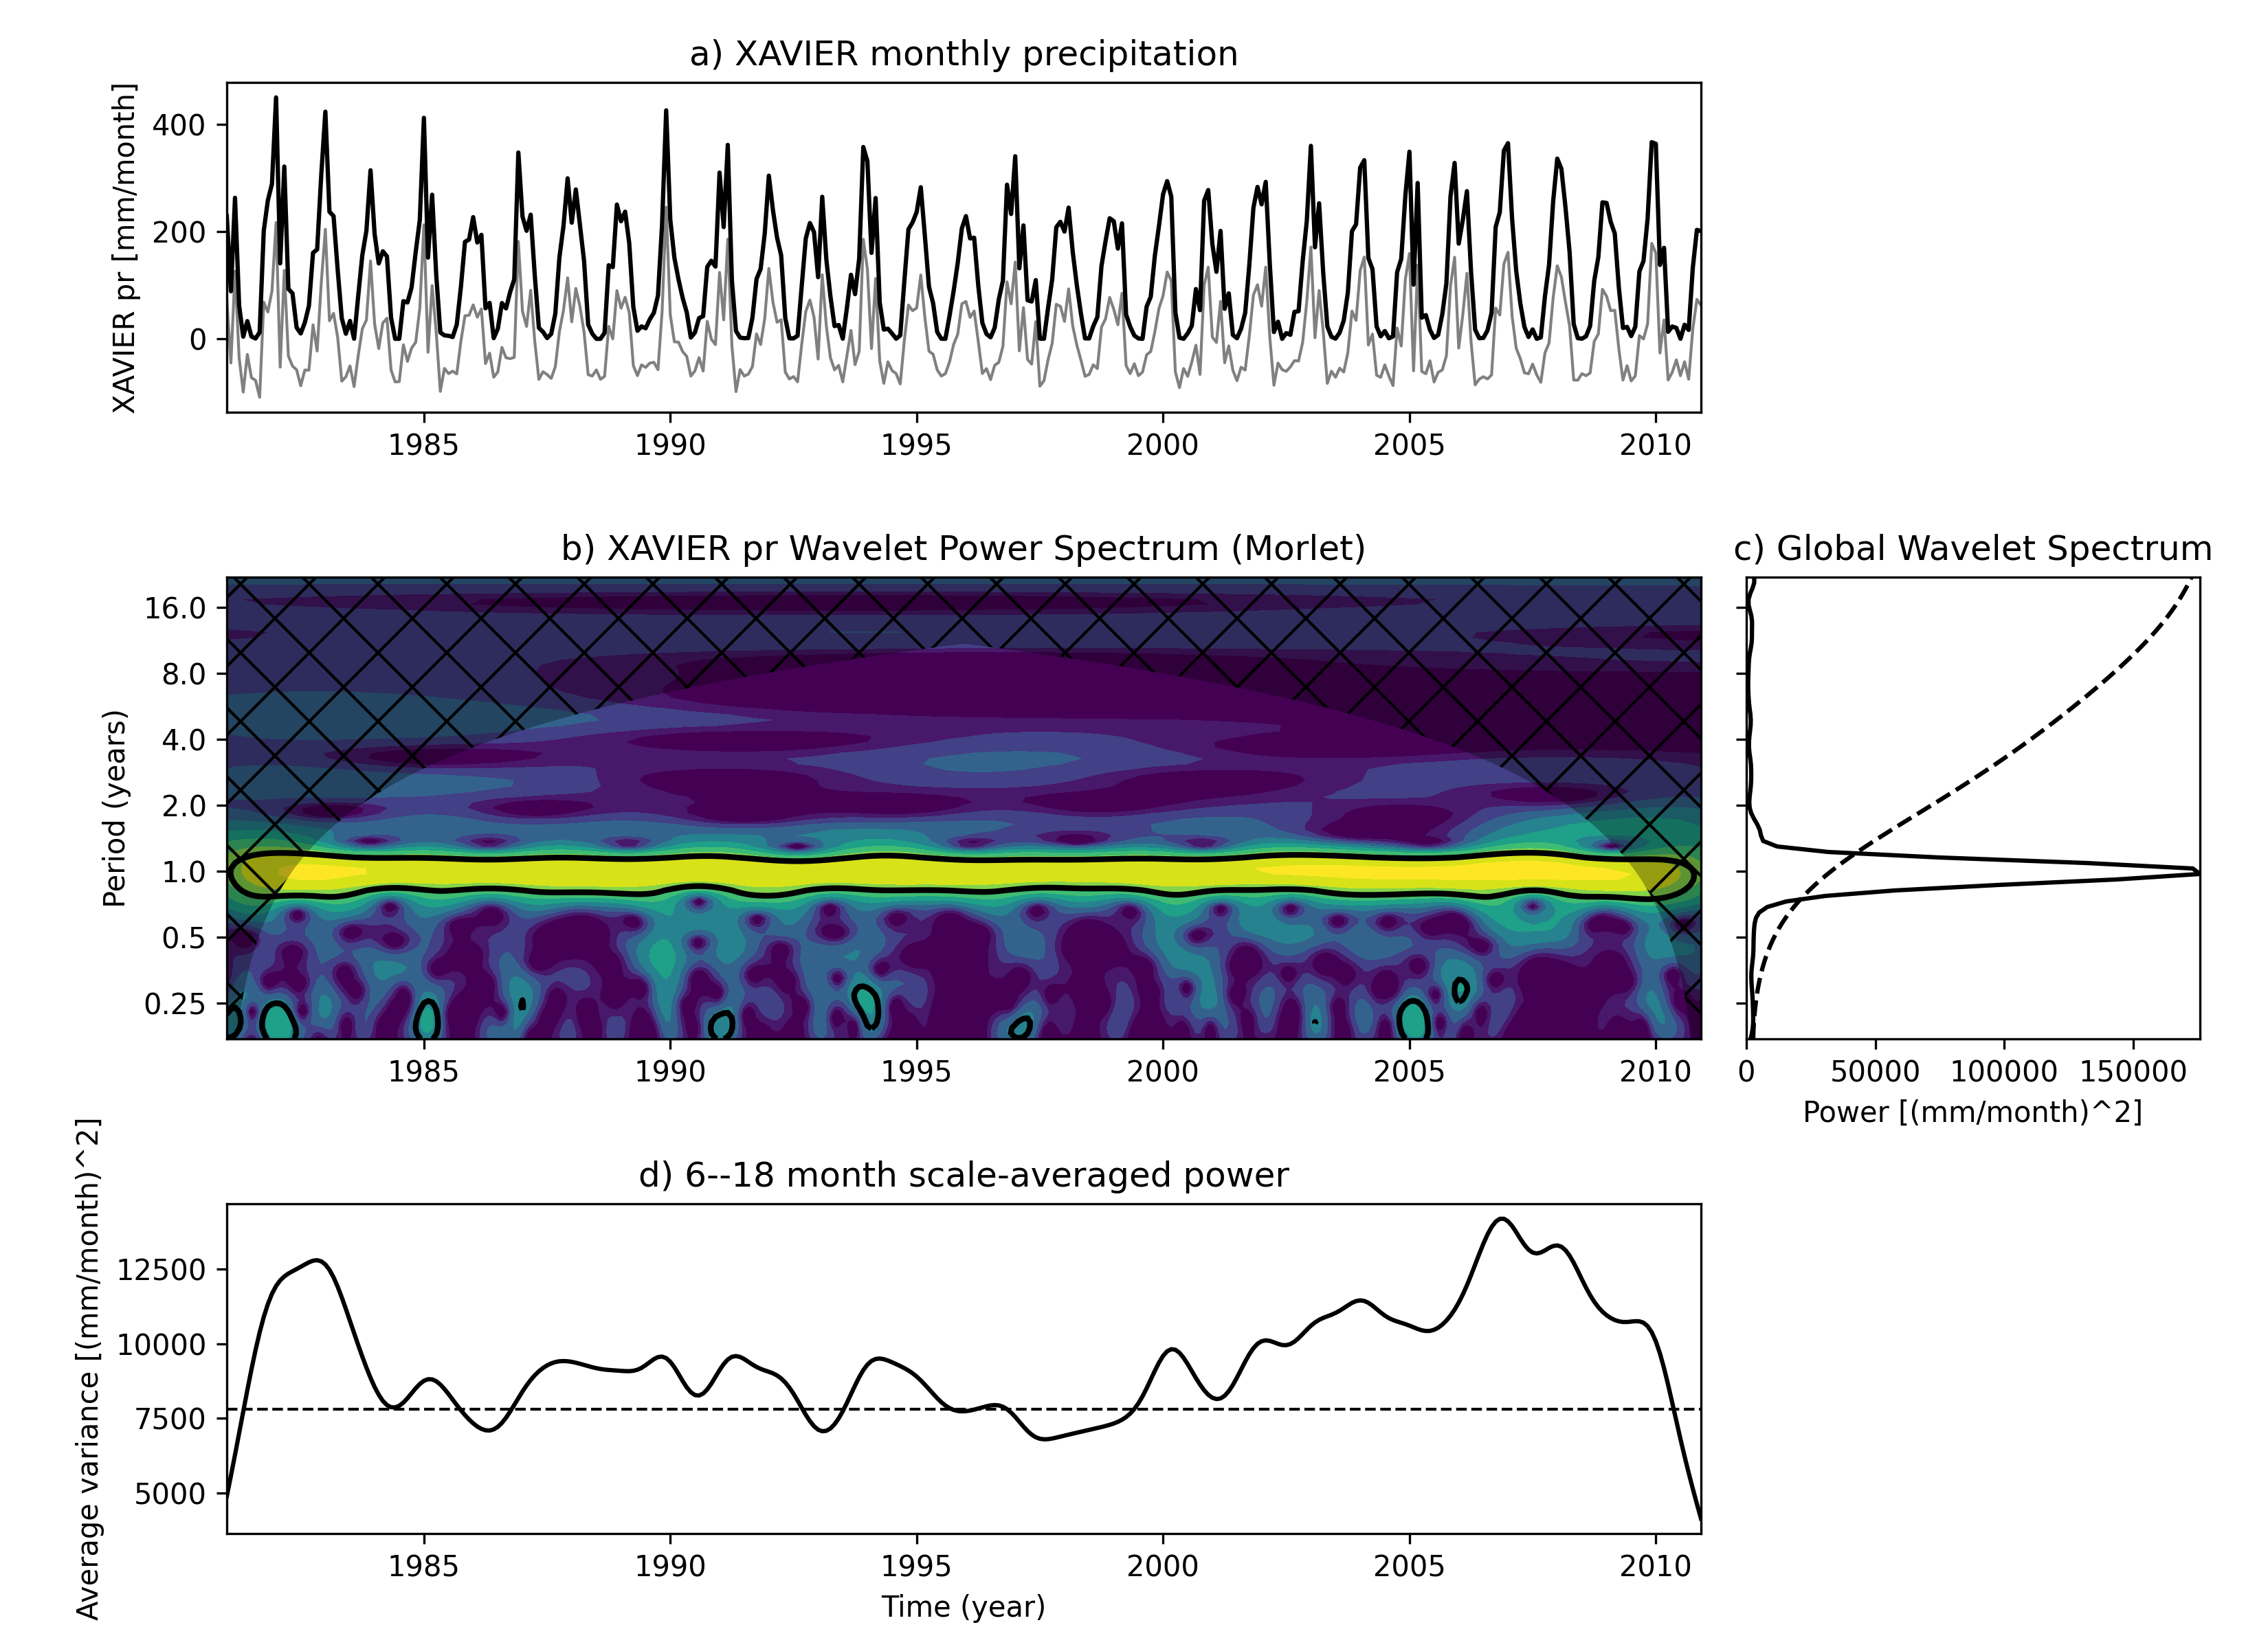 a) XAVIER monthly precipitation
XAVIER pr [mm/month]
400
200
0
1985 1990 1995 2000 2005 2010
b) XAVIER pr Wavelet Power Spectrum (Morlet)
Period (years)
16.0
8.0
4.0
2.0
1.0
0.5
0.25
1985 1990 1995 2000 2005 2010
c) Global Wavelet Spectrum
0 50000 100000 150000
Power [(mm/month)^2]
d) 6--18 month scale-averaged power
Average variance [(mm/month)^2]
12500
10000
7500
5000
1985 1990 1995 2000 2005 2010
Time (year)